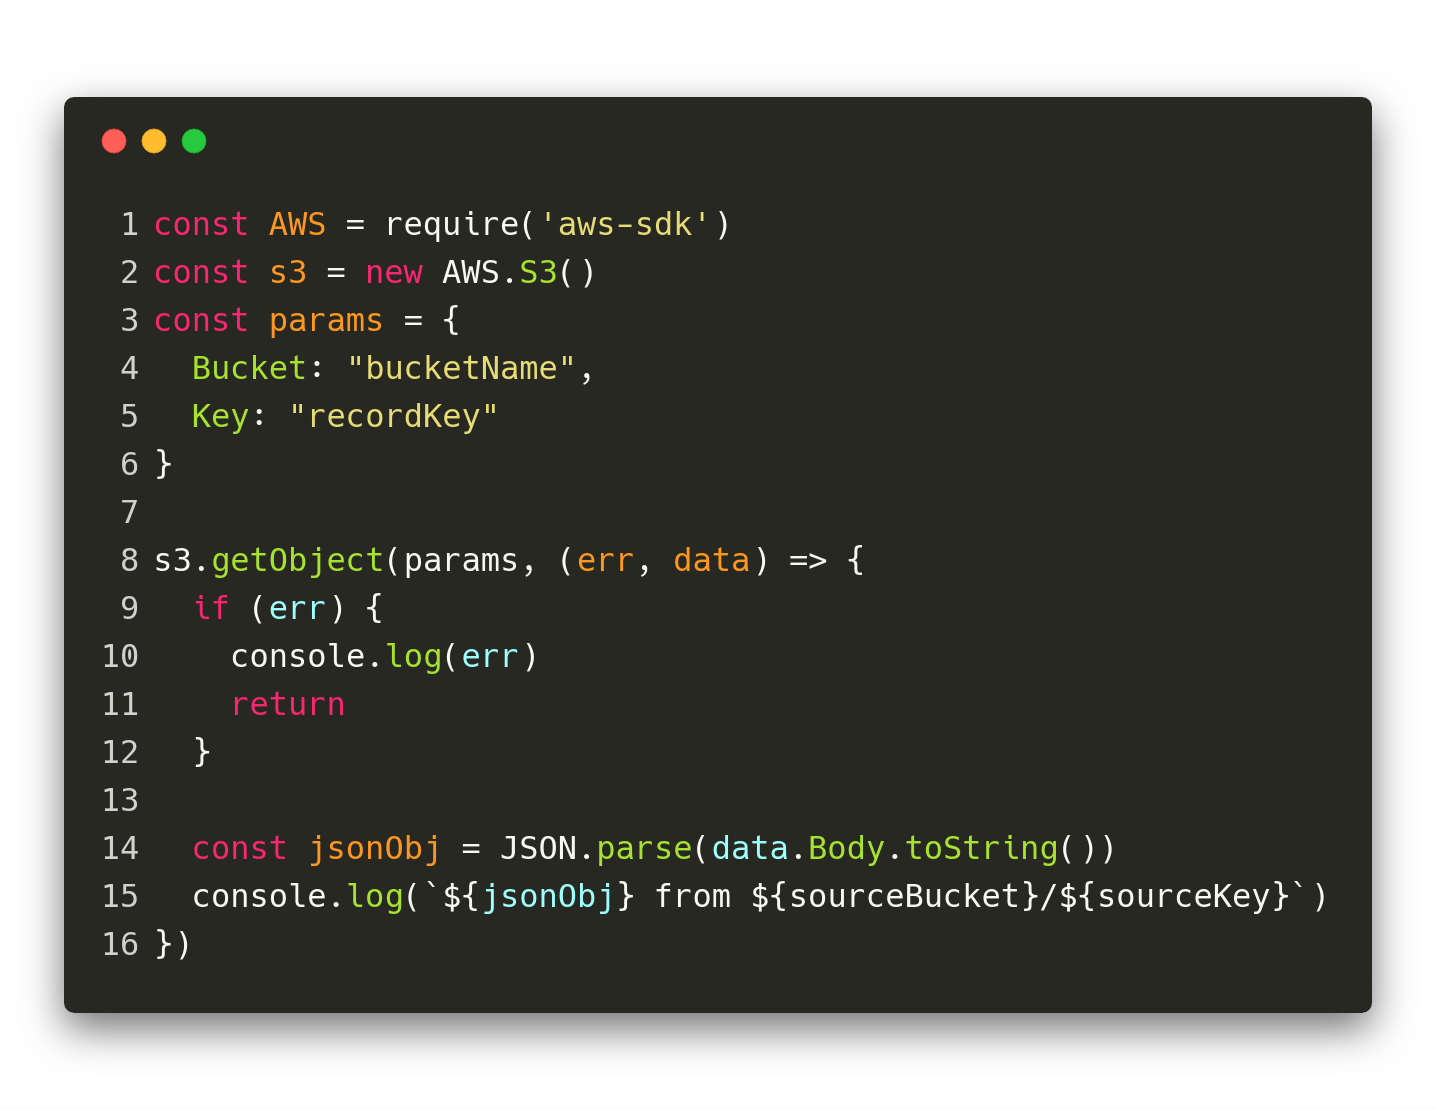 1 const AWS = require('aws-sdk')
2 const s3 = new AWS.S3()
3 const params = {
4   Bucket: "bucketName",
5   Key: "recordKey"
6 }
7
8 s3.getObject(params, (err, data) => {
9   if (err) {
10     console.log(err)
11     return
12   }
13
14   const jsonObj = JSON.parse(data.Body.toString())
15   console.log(`${jsonObj} from ${sourceBucket}/${sourceKey}`)
16 })